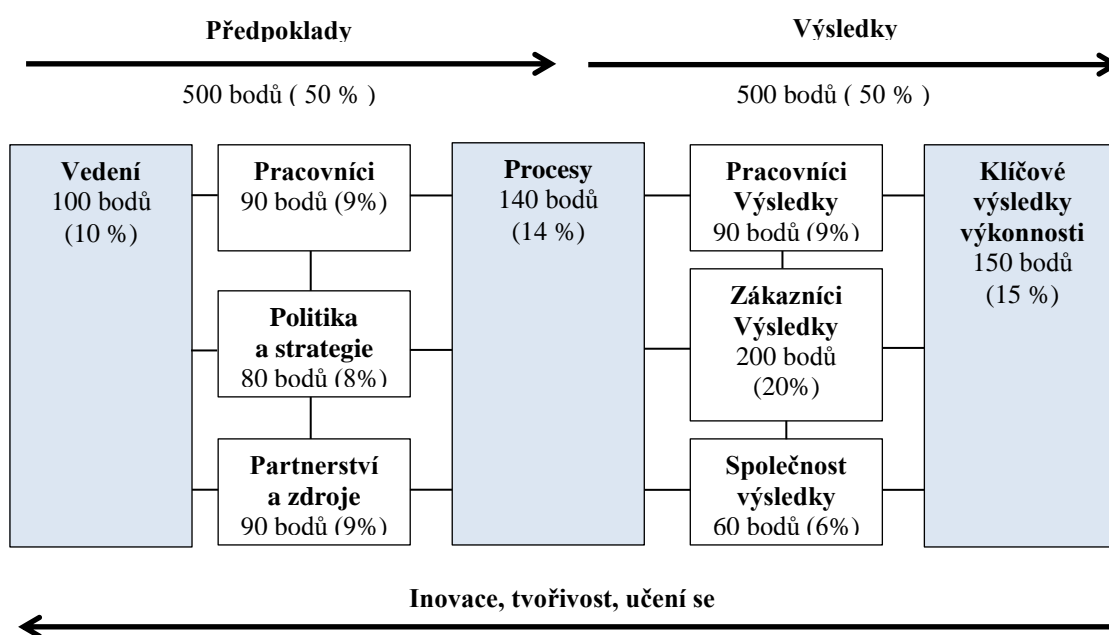 Předpoklady
500 bodů ( 50 % )
Výsledky
500 bodů ( 50 % )
Vedení
100 bodů
(10 %)
Pracovníci
90 bodů (9%)
Politika
a strategie
80 bodů (8%)
Partnerství
a zdroje
90 bodů (9%)
Procesy
140 bodů
(14 %)
Pracovníci
Výsledky
90 bodů (9%)
Zákazníci
Výsledky
200 bodů
(20%)
Společnost
výsledky
60 bodů (6%)
Klíčové
výsledky
výkonnosti
150 bodů
(15 %)
Inovace, tvořivost, učení se